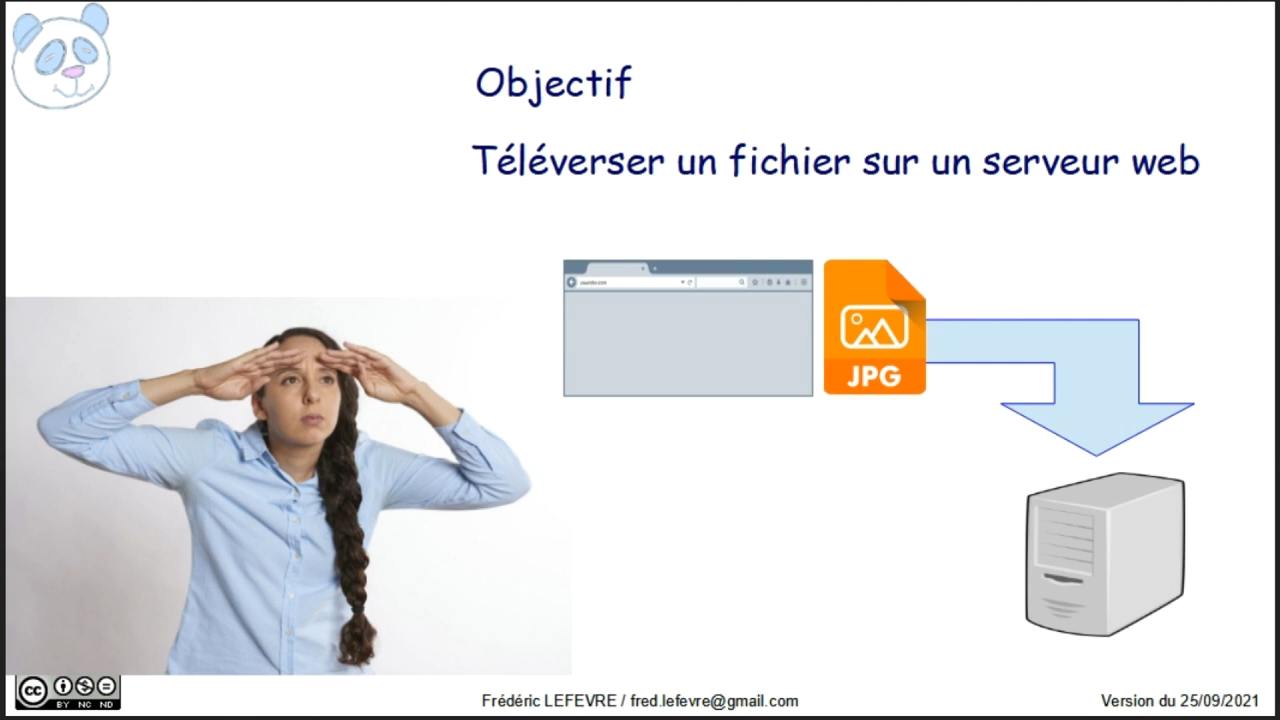 Objectif
Téléverser un fichier sur un serveur web
JPG
cc
BY NC ND
Frédéric LEFEVRE / fred.lefevre@gmail.com
Version du 25/09/2021